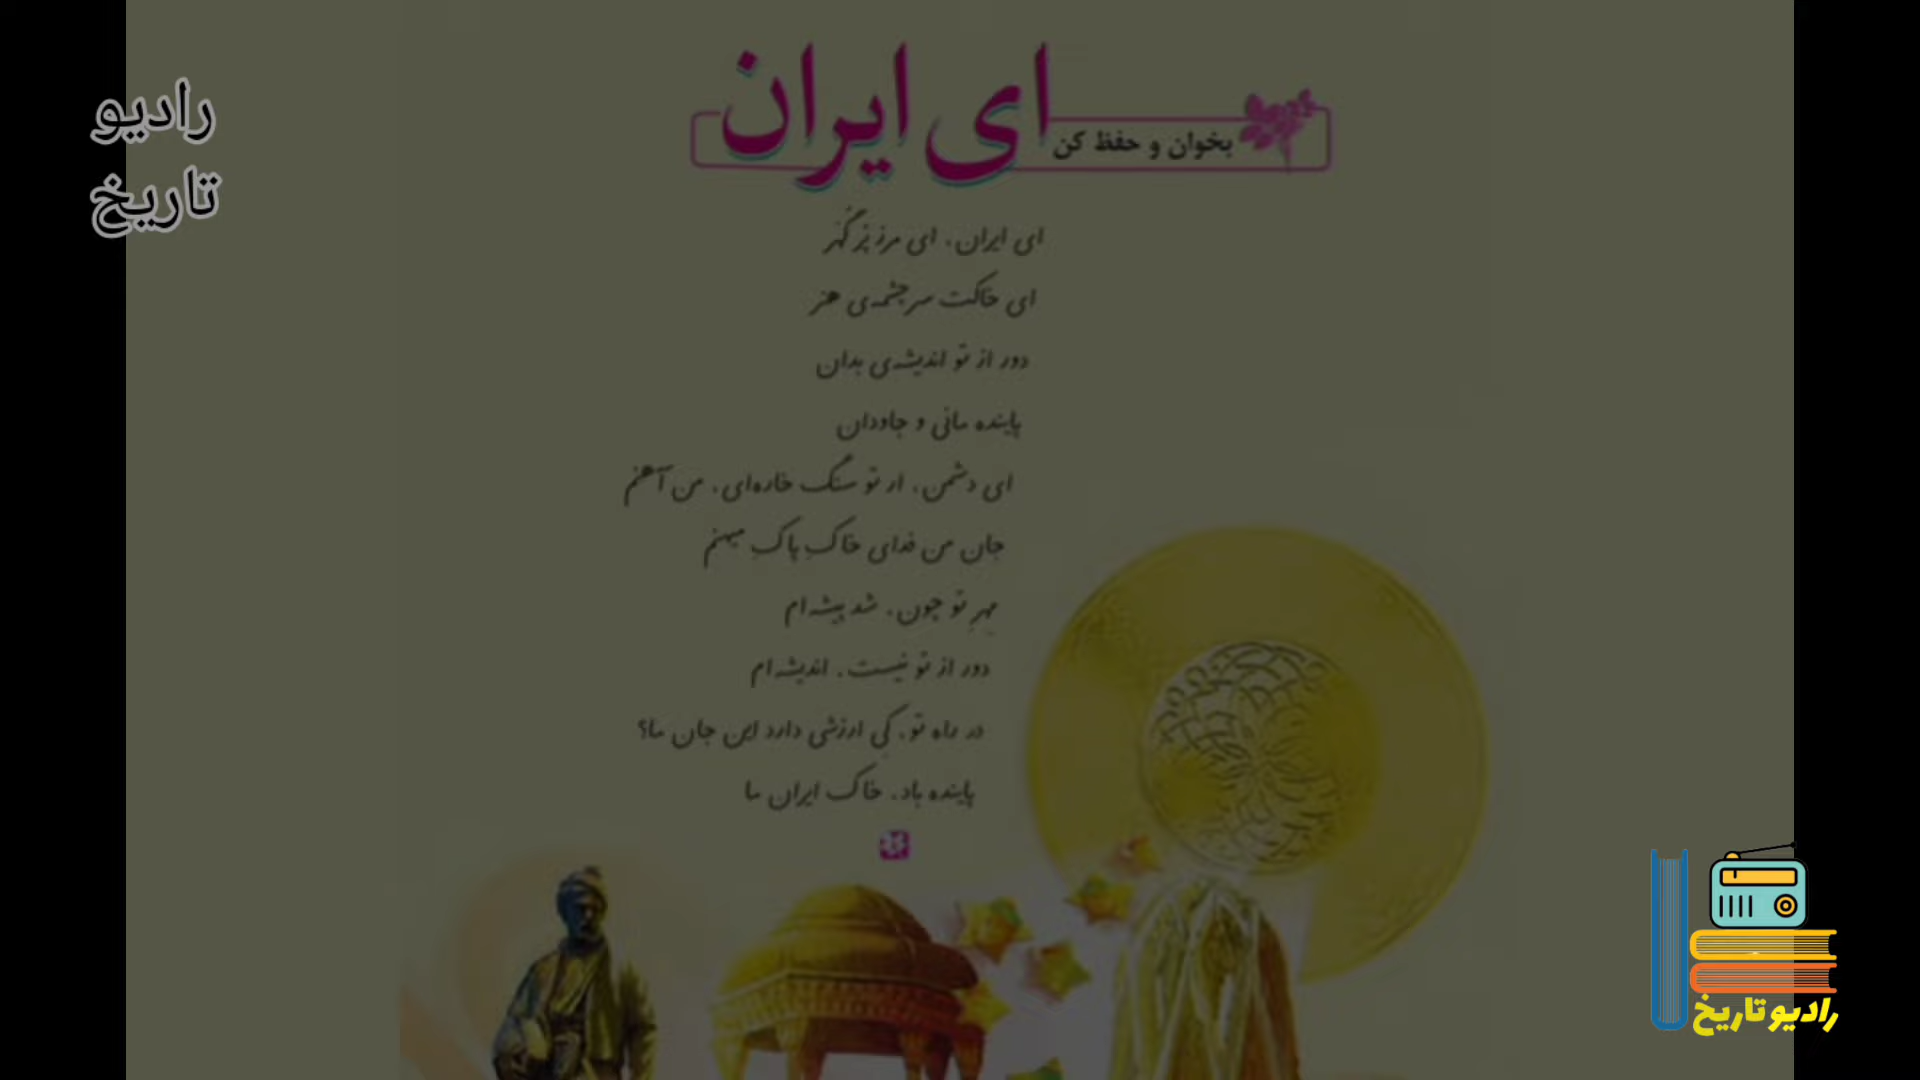 رادیو
تاریخ
بخوان و حفظ کن
ای ایران
ای ایران، ای مرز پُر گُهر
ای خاکت سرچشمه‌ی هنر
دور از تو اندیشه‌ی بدان
پاینده مانی و جاودان
ای دشمن، ار تو سنگ خاره‌ای، من آهنم
جان من فدای خاکِ پاکِ میهنم
مِهرِ تو چون، شد پیشه‌ام
دور از تو نیست، اندیشه‌ام
در راه تو، کِی ارزشی دارد این جان ما؟
پاینده باد، خاک ایران ما
رادیو تاریخ